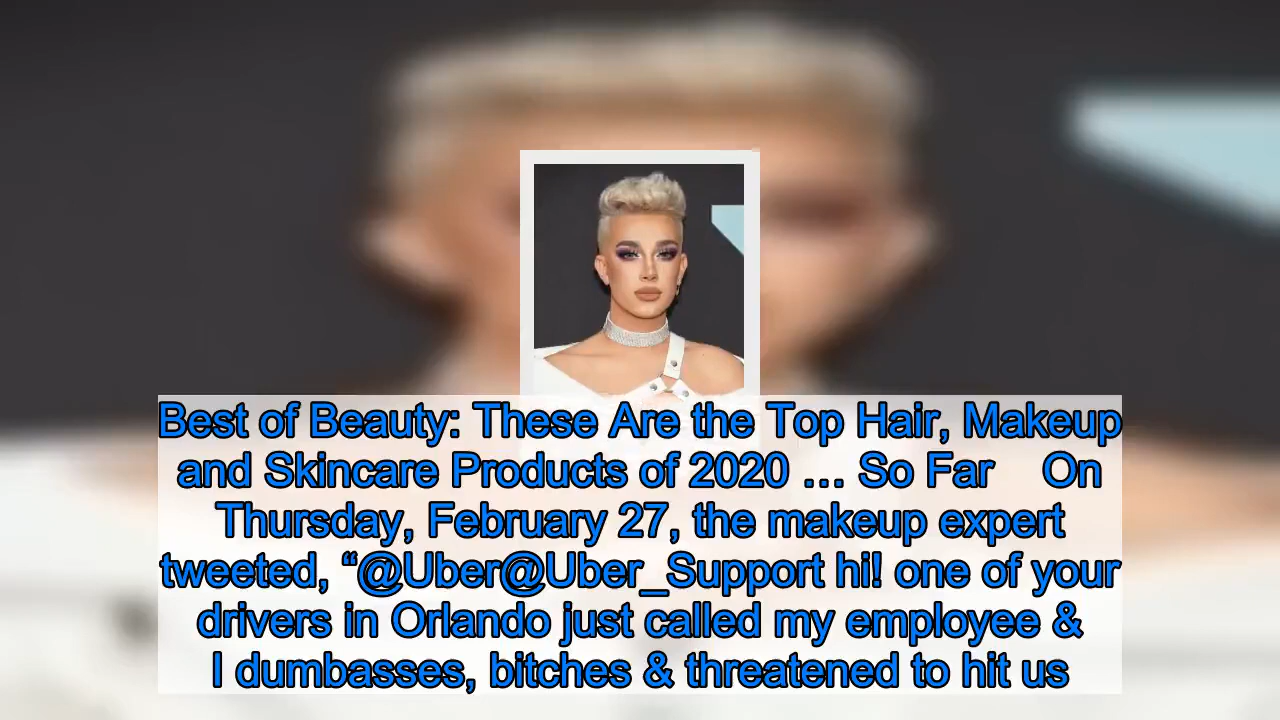 Best of Beauty: These Are the Top Hair, Makeup
and Skincare Products of 2020 … So Far    On
Thursday, February 27, the makeup expert
tweeted, “@Uber@Uber_Support hi! one of your
drivers in Orlando just called my employee &
I dumbasses, bitches & threatened to hit us